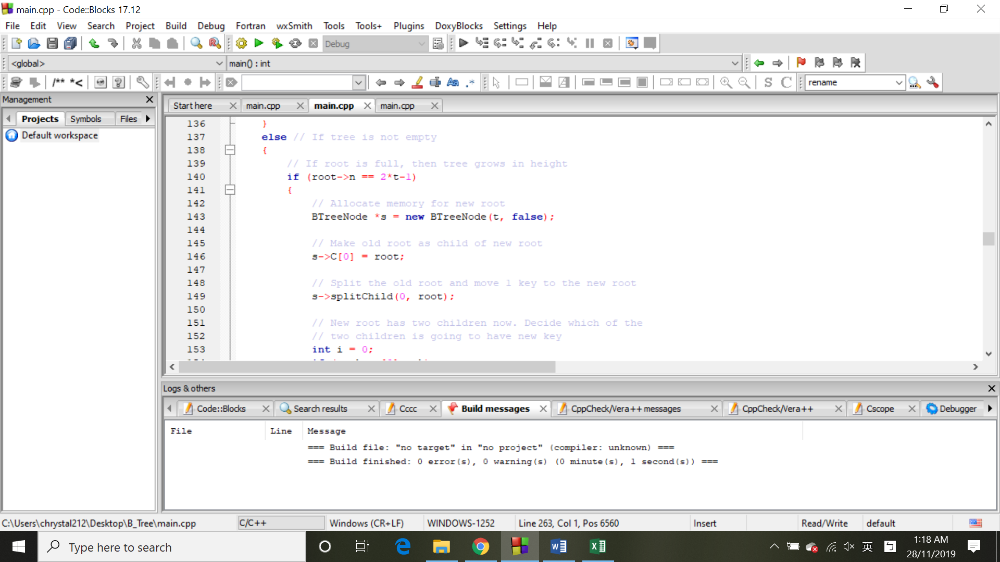 main.cpp - Code::Blocks 17.12
File Edit View Search Project Build Debug Fortran wxSmith Tools Tools+ Plugins DoxyBlocks Settings Help
Debug
<global> main() : int
/** *< Aa .* S C rename
Management
Start here main.cpp main.cpp main.cpp
Projects Symbols Files
Default workspace
136 }
137 else // If tree is not empty
138 {
139 // If root is full, then tree grows in height
140 if (root->n == 2*t-1)
141 {
142 // Allocate memory for new root
143 BTreeNode *s = new BTreeNode(t, false);
144
145 // Make old root as child of new root
146 s->C[0] = root;
147
148 // Split the old root and move 1 key to the new root
149 s->splitChild(0, root);
150
151 // New root has two children now. Decide which of the
152 // two children is going to have new key
153 int i = 0;
Logs & others
Code::Blocks Search results Cccc Build messages CppCheck/Vera++ messages CppCheck/Vera++ Cscope Debugger
File Line Message
=== Build file: "no target" in "no project" (compiler: unknown) ===
=== Build finished: 0 error(s), 0 warning(s) (0 minute(s), 1 second(s)) ===
C:\Users\chrystal212\Desktop\B_Tree\main.cpp C/C++ Windows (CR+LF) WINDOWS-1252 Line 263, Col 1, Pos 6560 Insert Read/Write default
Type here to search
英
1:18 AM
28/11/2019